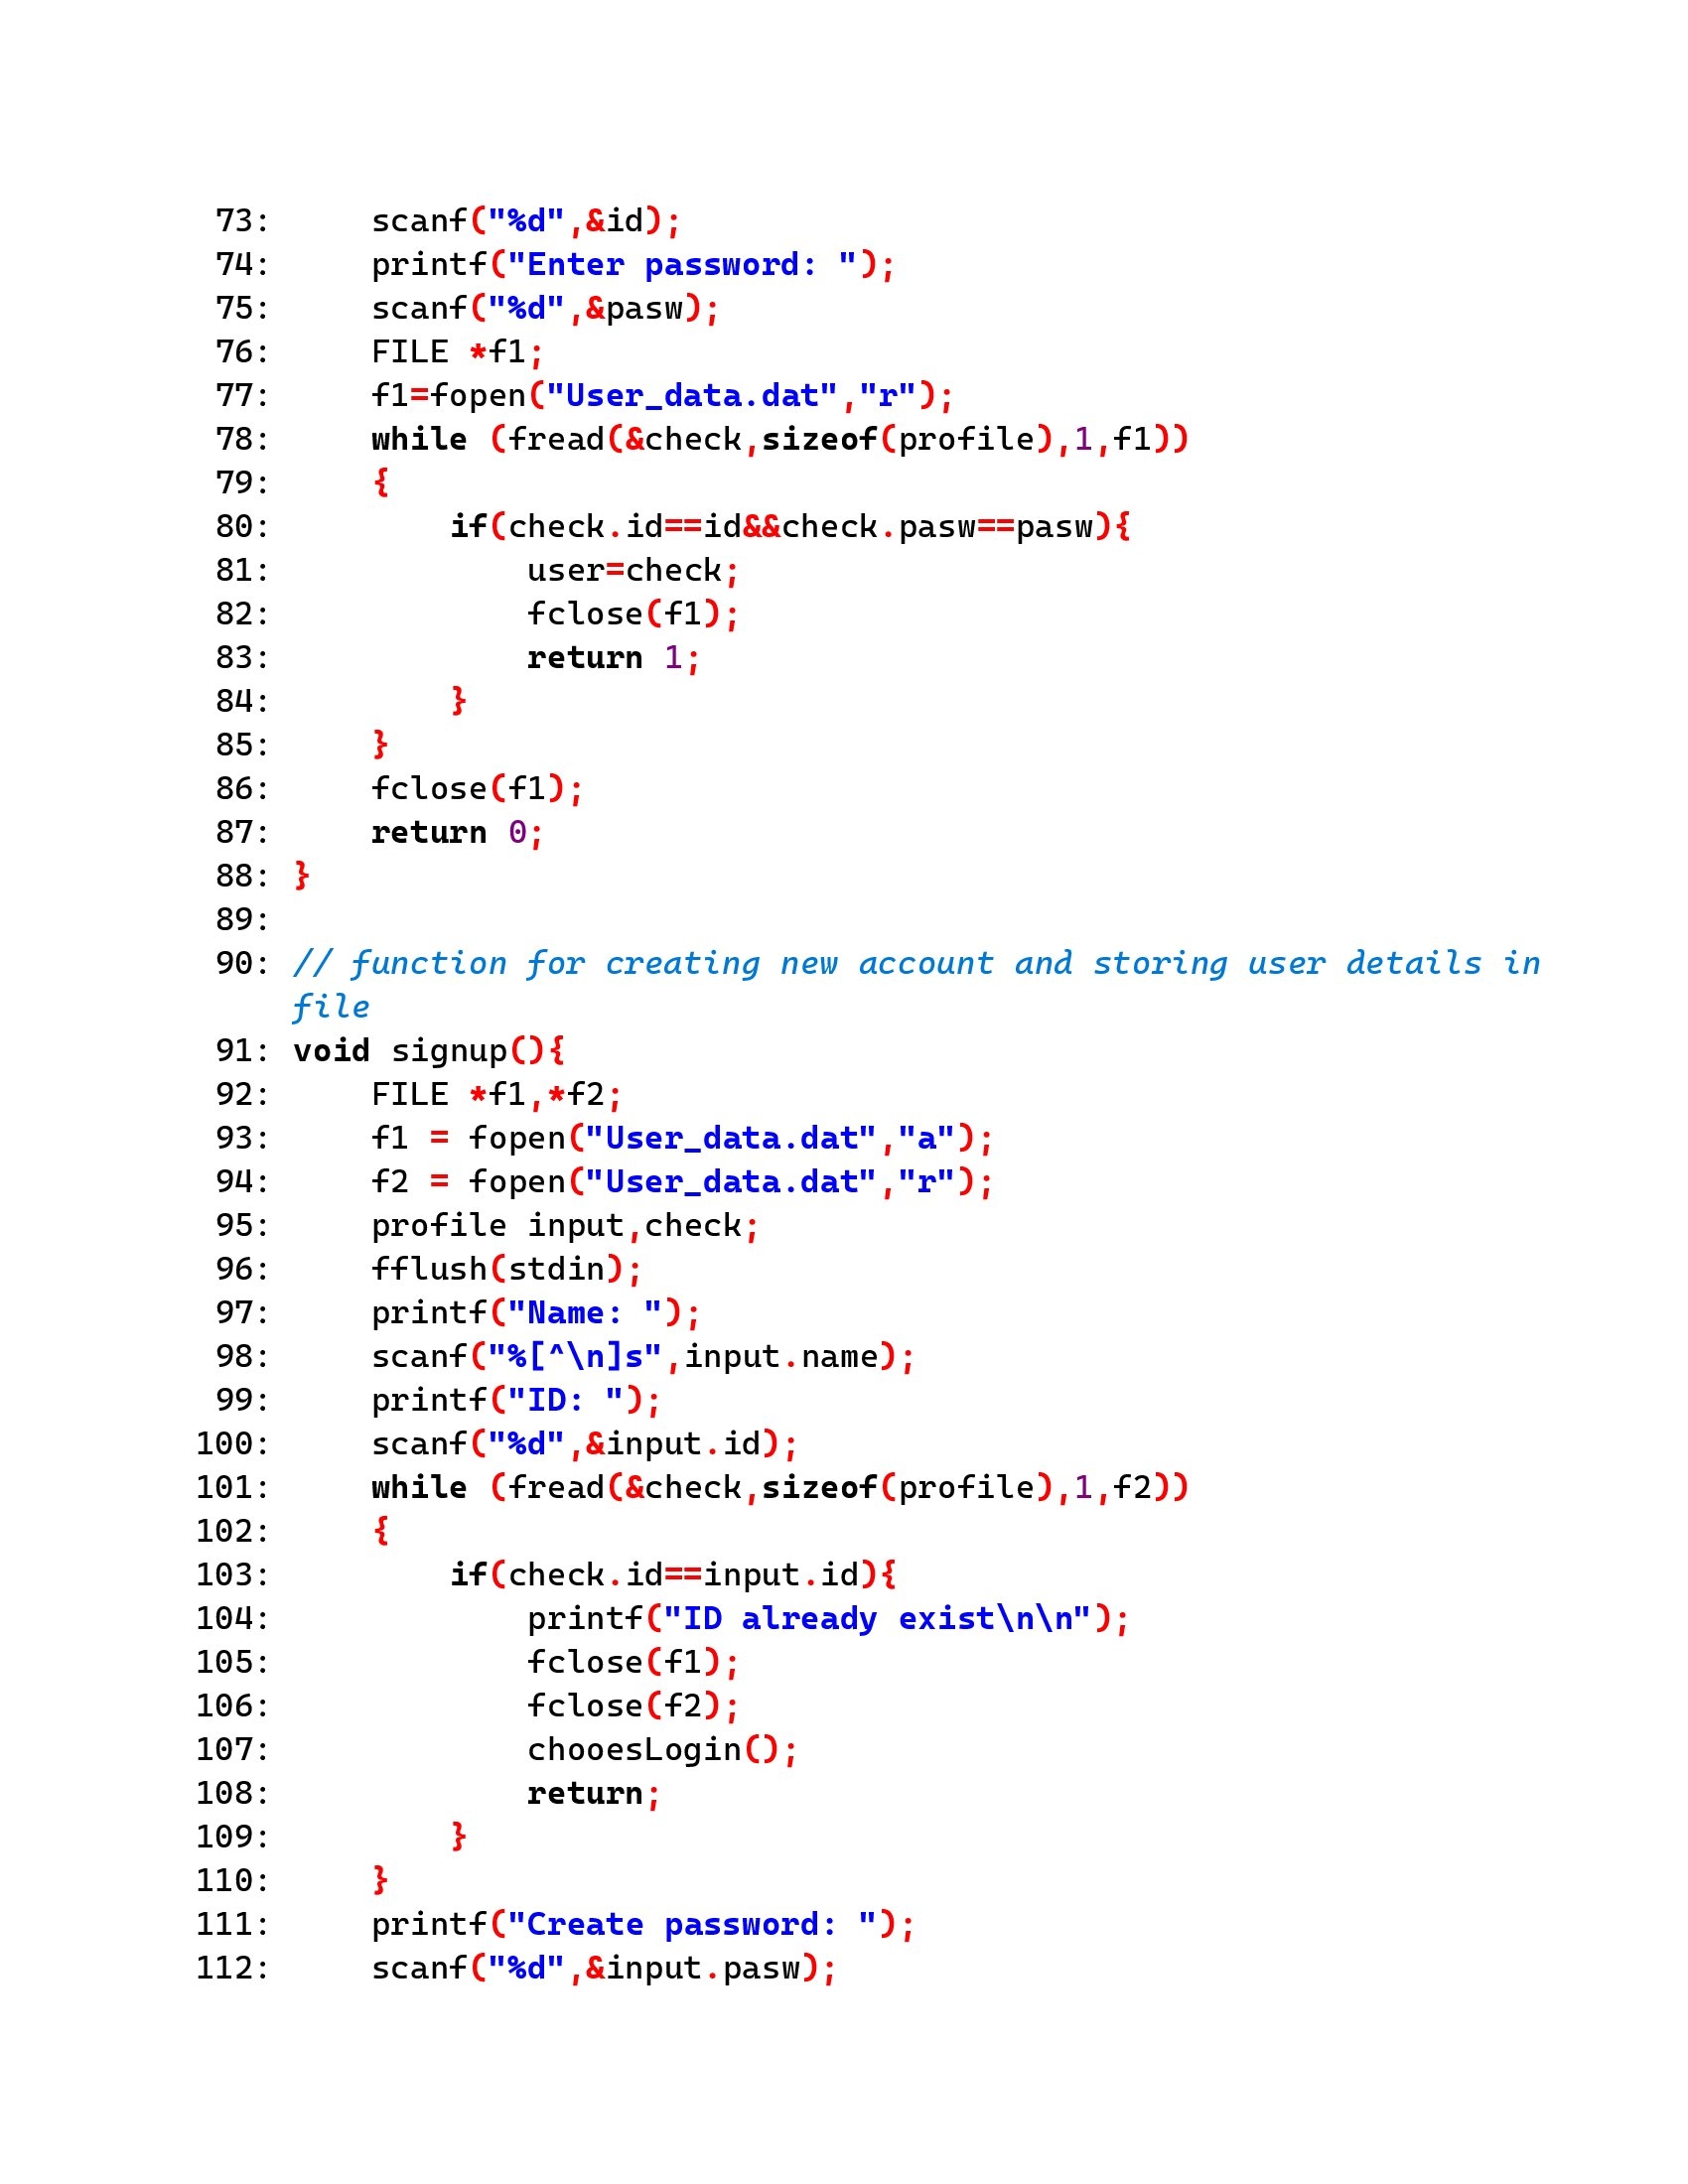 73:     scanf("%d",&id);
74:     printf("Enter password: ");
75:     scanf("%d",&pasw);
76:     FILE *f1;
77:     f1=fopen("User_data.dat","r");
78:     while (fread(&check,sizeof(profile),1,f1))
79:     {
80:         if(check.id==id&&check.pasw==pasw){
81:             user=check;
82:             fclose(f1);
83:             return 1;
84:         }
85:     }
86:     fclose(f1);
87:     return 0;
88: }
89:
90: // function for creating new account and storing user details in
file
91: void signup(){
92:     FILE *f1,*f2;
93:     f1 = fopen("User_data.dat","a");
94:     f2 = fopen("User_data.dat","r");
95:     profile input,check;
96:     fflush(stdin);
97:     printf("Name: ");
98:     scanf("%[^\n]s",input.name);
99:     printf("ID: ");
100:     scanf("%d",&input.id);
101:     while (fread(&check,sizeof(profile),1,f2))
102:     {
103:         if(check.id==input.id){
104:             printf("ID already exist\n\n");
105:             fclose(f1);
106:             fclose(f2);
107:             chooesLogin();
108:             return;
109:         }
110:     }
111:     printf("Create password: ");
112:     scanf("%d",&input.pasw);